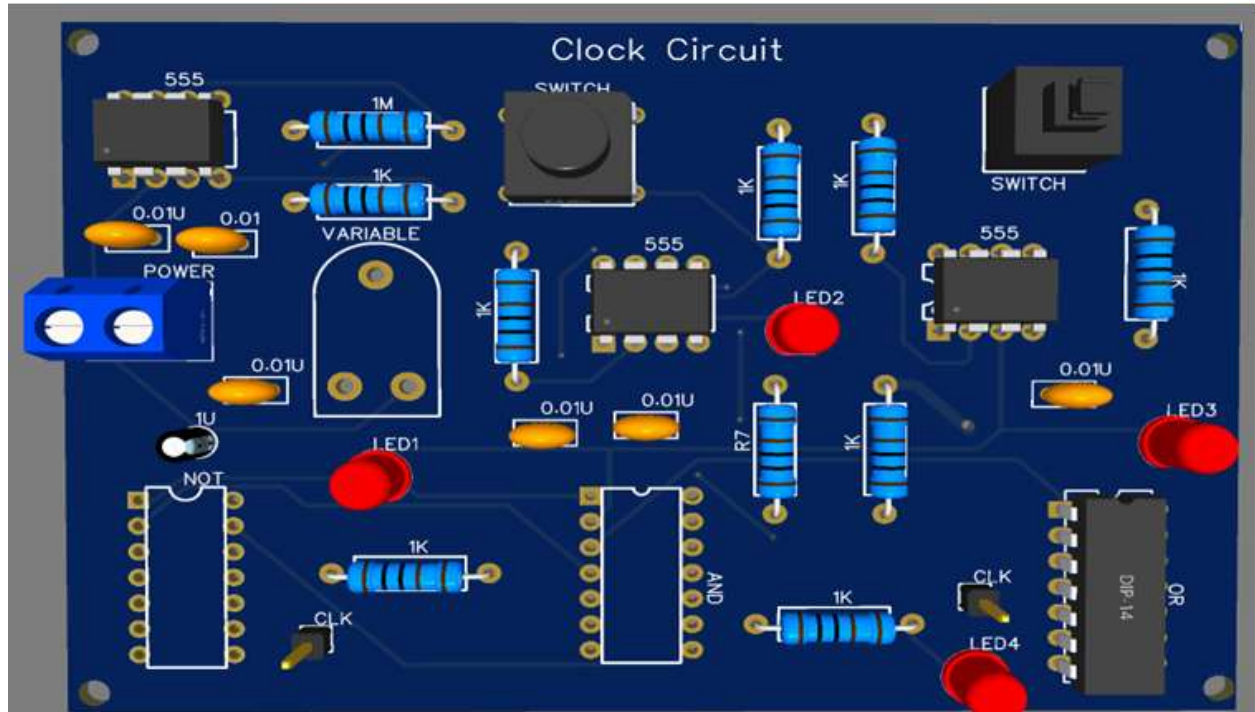 Clock Circuit
555
1M
SWITCH
1K
1K
1K
SWITCH
0.01U
0.01
VARIABLE
POWER
1K
555
555
1K
LED2
0.01U
1U
LED1
0.01U
0.01U
R7
1K
0.01U
LED3
NOT
1K
AND
CLK
1K
CLK
DIP-14
OR
LED4